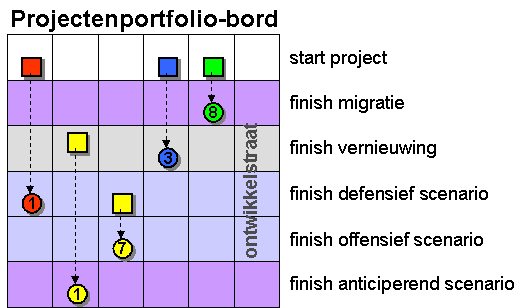 Projectenportfolio-bord
start project
8
finish migratie
3
finish vernieuwing
1
finish defensief scenario
7
finish offensief scenario
1
finish anticiperend scenario
ontwikkelstraat